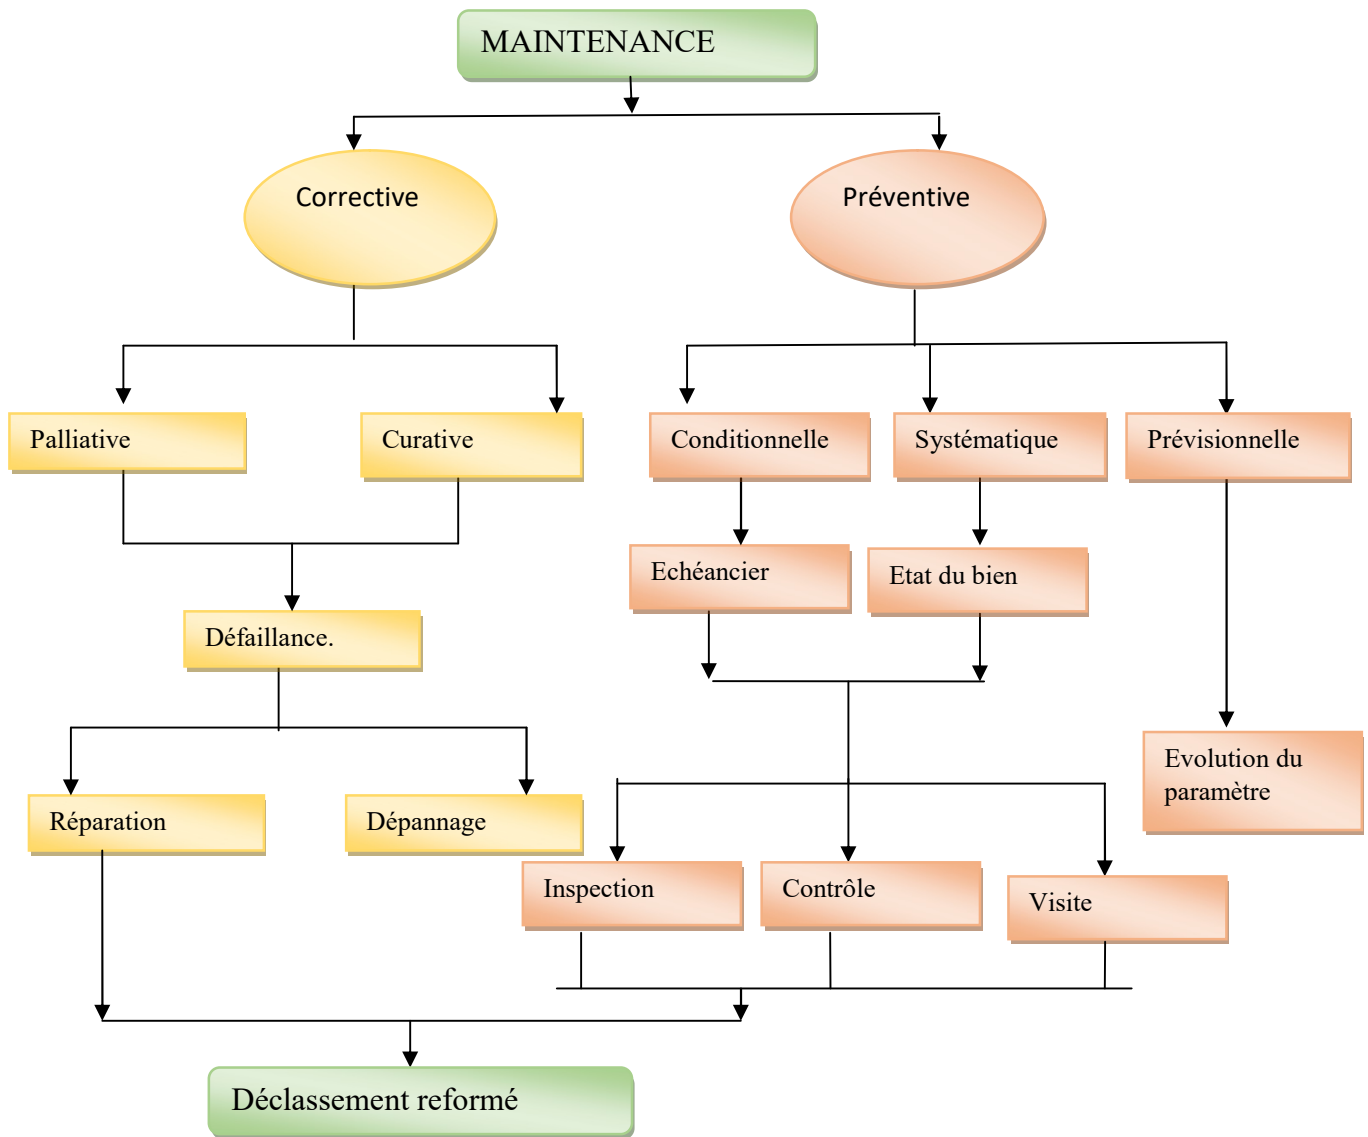 MAINTENANCE
Corrective
Préventive
Palliative
Curative
Conditionnelle
Systématique
Prévisionnelle
Echéancier
Etat du bien
Défaillance.
Evolution du
paramètre
Réparation
Dépannage
Inspection
Contrôle
Visite
Déclassement reformé